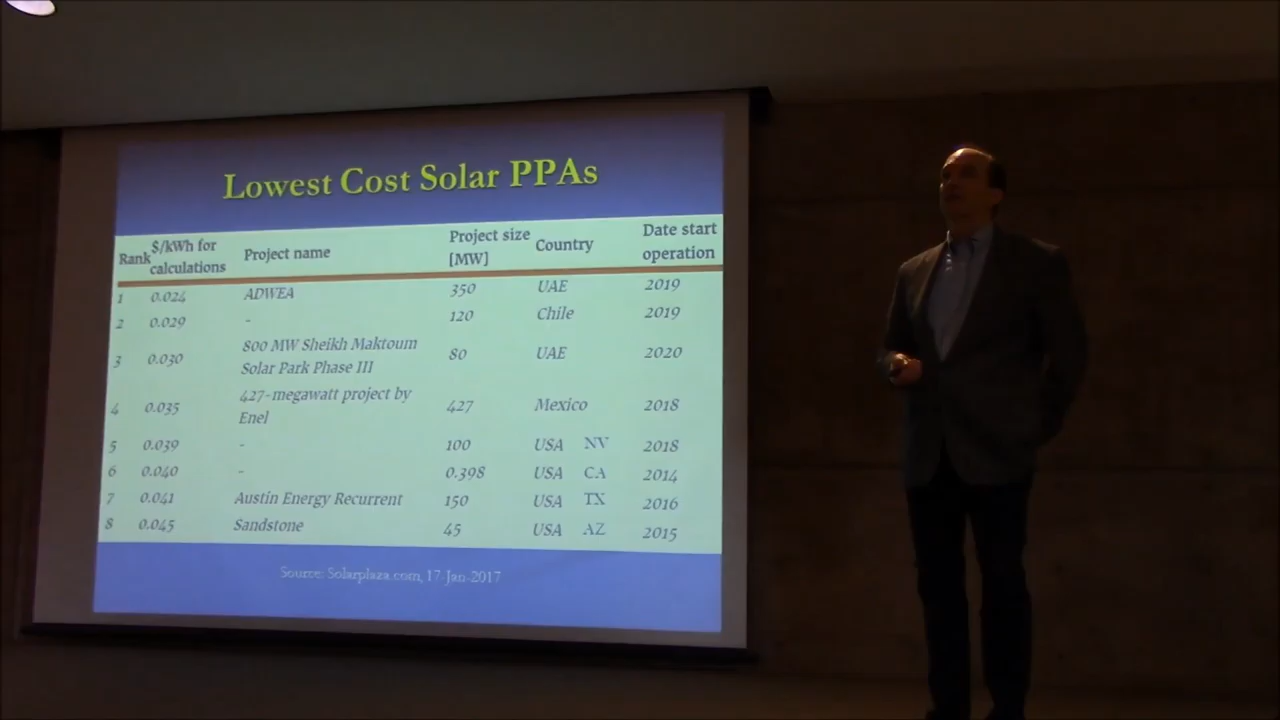 Lowest Cost Solar PPAs
Rank $/kWh for calculations Project name Project size [MW] Country Date start operation
1 0.024 ADWEA 350 UAE 2019
2 0.029 - 120 Chile 2019
3 0.030 800 MW Sheikh Maktoum Solar Park Phase III 80 UAE 2020
4 0.035 427-megawatt project by Enel 427 Mexico 2018
5 0.039 - 100 USA NV 2018
6 0.040 - 0.398 USA CA 2014
7 0.041 Austin Energy Recurrent 150 USA TX 2016
8 0.045 Sandstone 45 USA AZ 2015
Source: Solarplaza.com, 17-Jan-2017